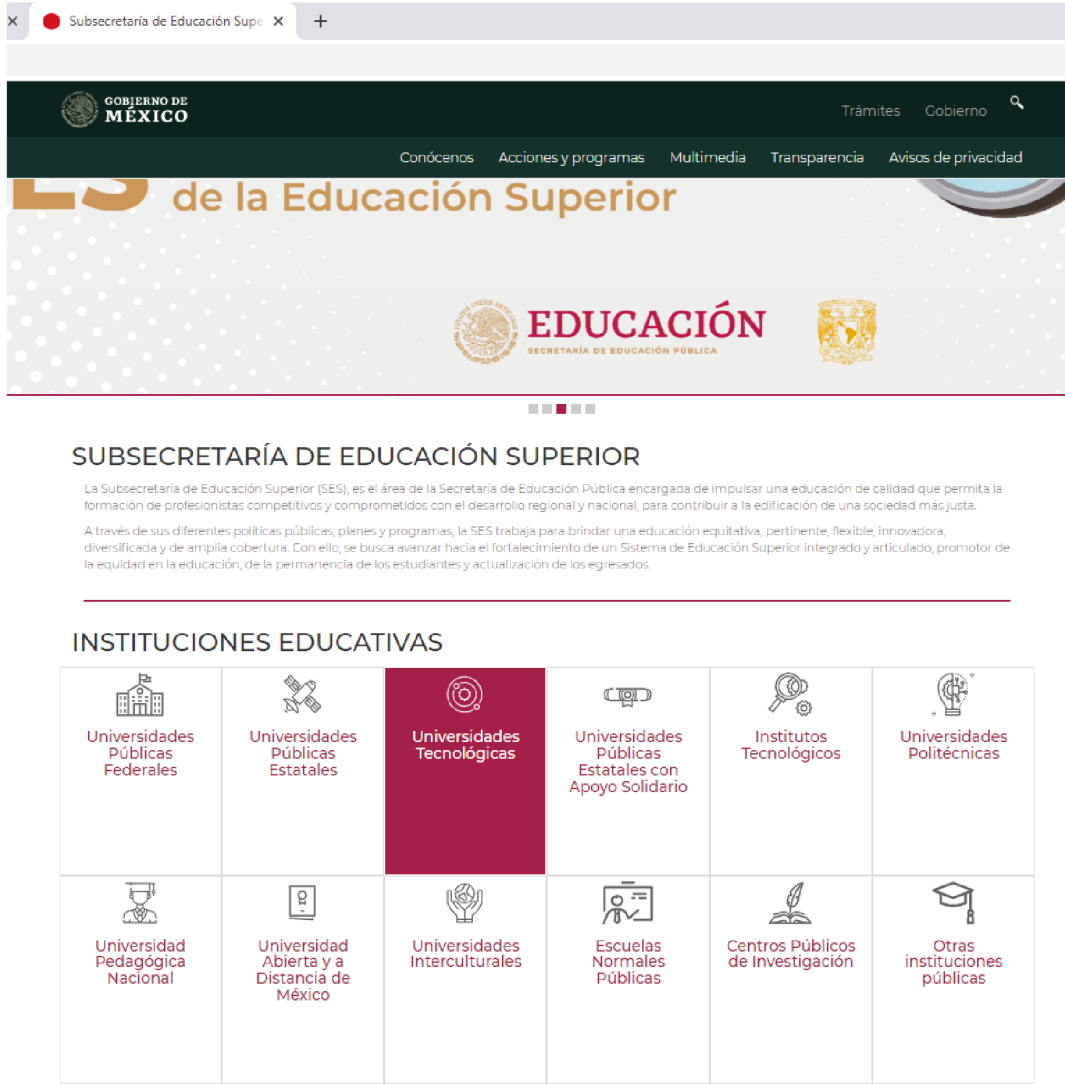 Subsecretaría de Educación Supe
GOBIERNO DE
MÉXICO
Trámites Gobierno
Conócenos Acciones y programas Multimedia Transparencia Avisos de privacidad
ES
de la Educación Superior
EDUCACIÓN
SECRETARÍA DE EDUCACIÓN PÚBLICA
SUBSECRETARÍA DE EDUCACIÓN SUPERIOR
La Subsecretaría de Educación Superior (SES), es el área de la Secretaría de Educación Pública encargada de impulsar una educación de calidad que permita la
formación de profesionistas competitivos y comprometidos con el desarrollo regional y nacional, para contribuir a la edificación de una sociedad más justa.
A través de sus diferentes políticas públicas, planes y programas, la SES trabaja para brindar una educación equitativa, pertinente, flexible, innovadora,
diversificada y de amplia cobertura. Con ello, se busca avanzar hacia el fortalecimiento de un Sistema de Educación Superior integrado y articulado, promotor de
la equidad en la educación, de la permanencia de los estudiantes y actualización de los egresados.
INSTITUCIONES EDUCATIVAS
Universidades
Públicas
Federales
Universidades
Públicas
Estatales
Universidades
Tecnológicas
Universidades
Públicas
Estatales con
Apoyo Solidario
Institutos
Tecnológicos
Universidades
Politécnicas
Universidad
Pedagógica
Nacional
Universidad
Abierta y a
Distancia de
México
Universidades
Interculturales
Escuelas
Normales
Públicas
Centros Públicos
de Investigación
Otras
instituciones
públicas